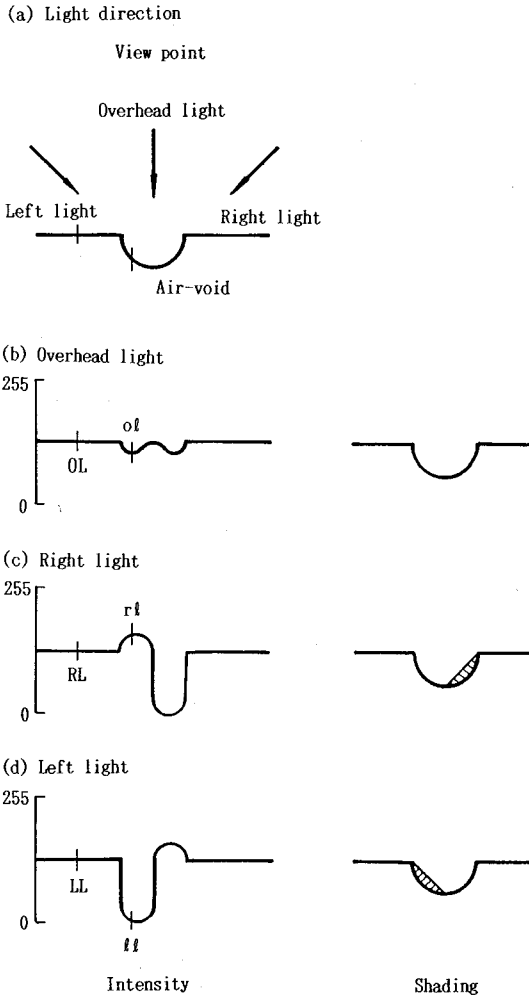 (a) Light direction
View point
Overhead light
Left light
Right light
Air-void
(b) Overhead light
255
oℓ
OL
0
(c) Right light
255
rℓ
RL
0
(d) Left light
255
LL
0
ℓℓ
Intensity
Shading